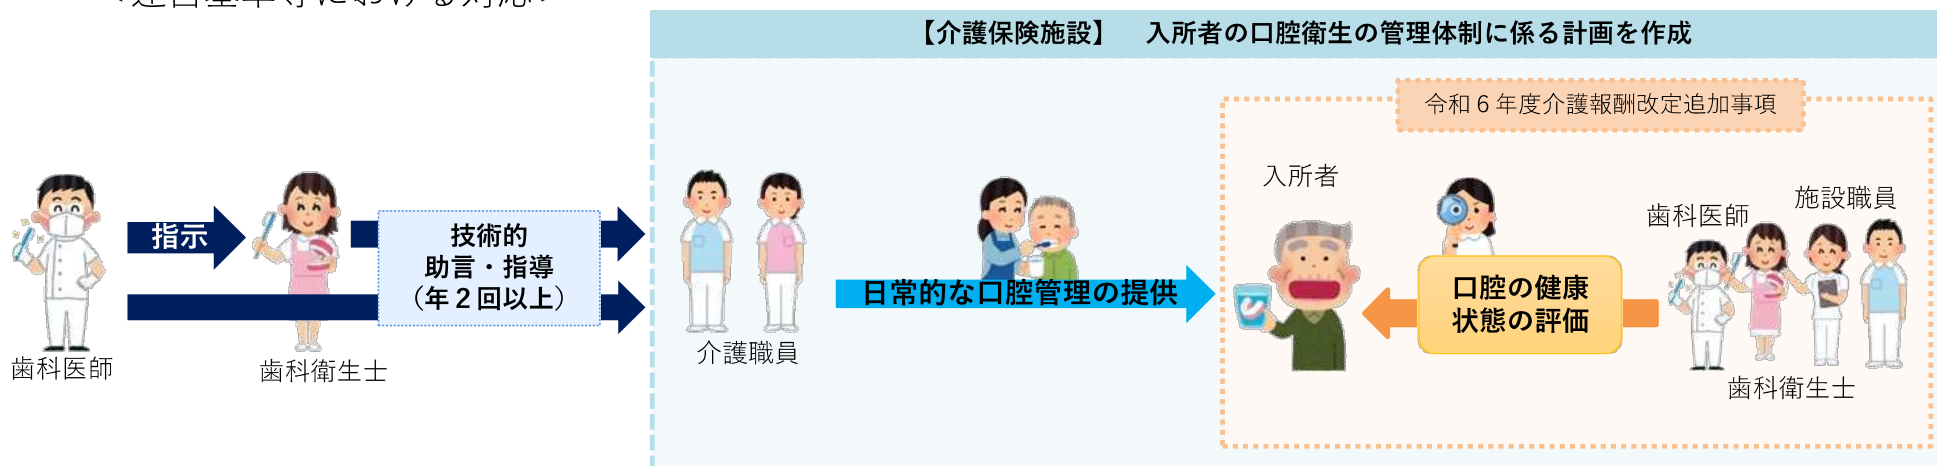 【介護保険施設】 入所者の口腔衛生の管理体制に係る計画を作成
令和６年度介護報酬改定追加事項
指示
技術的
助言・指導
（年２回以上）
歯科医師
歯科衛生士
介護職員
日常的な口腔管理の提供
入所者
口腔の健康
状態の評価
歯科医師
施設職員
歯科衛生士